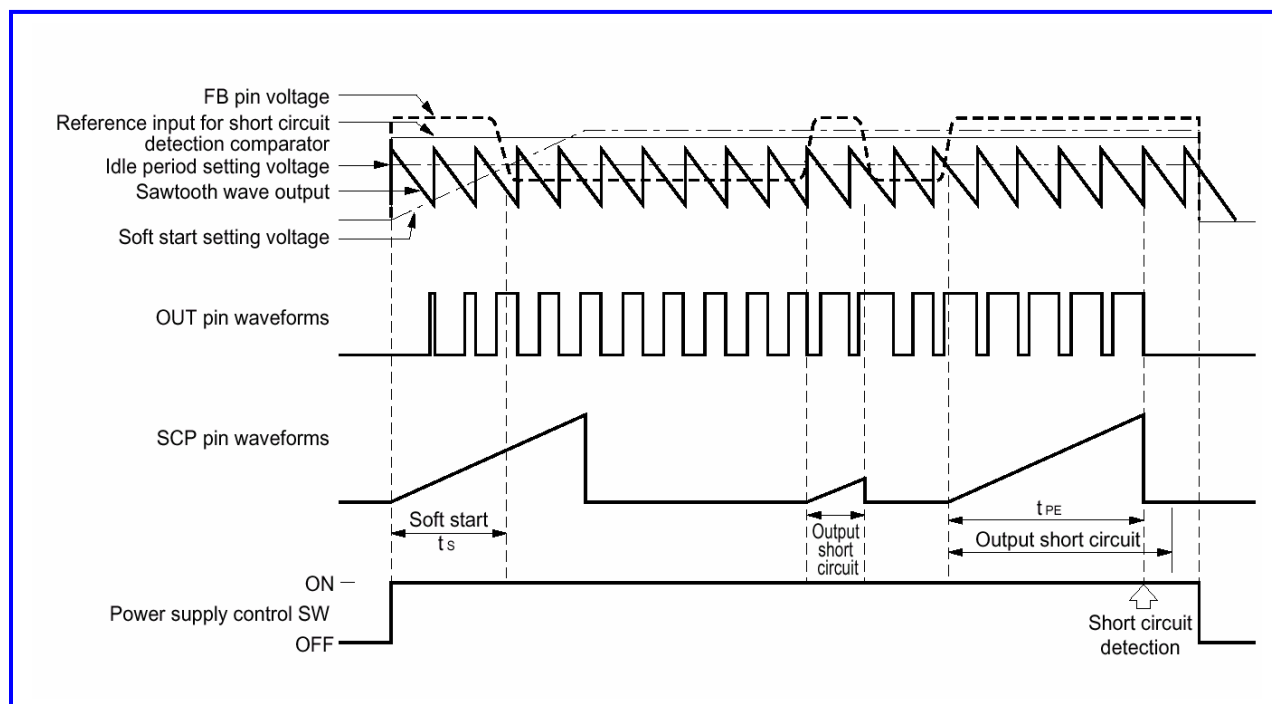 FB pin voltage
Reference input for short circuit
detection comparator
Idle period setting voltage
Sawtooth wave output
Soft start setting voltage
OUT pin waveforms
SCP pin waveforms
Soft start
tS
Output
short
circuit
tPE
Output short circuit
ON
Power supply control SW
OFF
Short circuit
detection